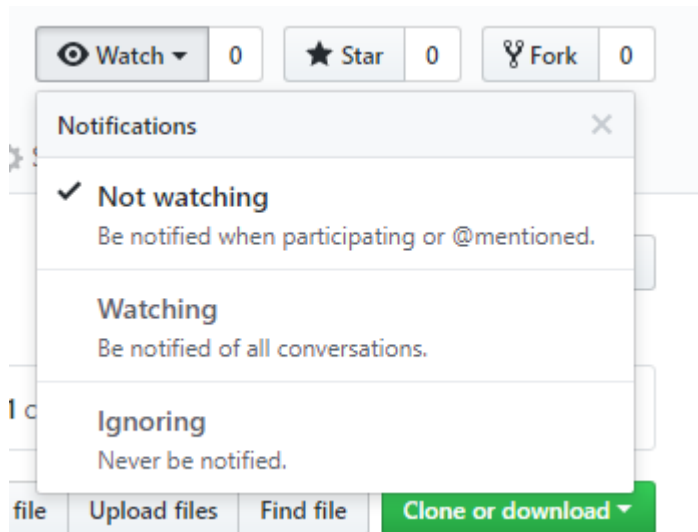 Watch 0 Star 0 Fork 0
Notifications
Not watching
Be notified when participating or @mentioned.
Watching
Be notified of all conversations.
1
Ignoring
Never be notified.
file Upload files Find file Clone or download